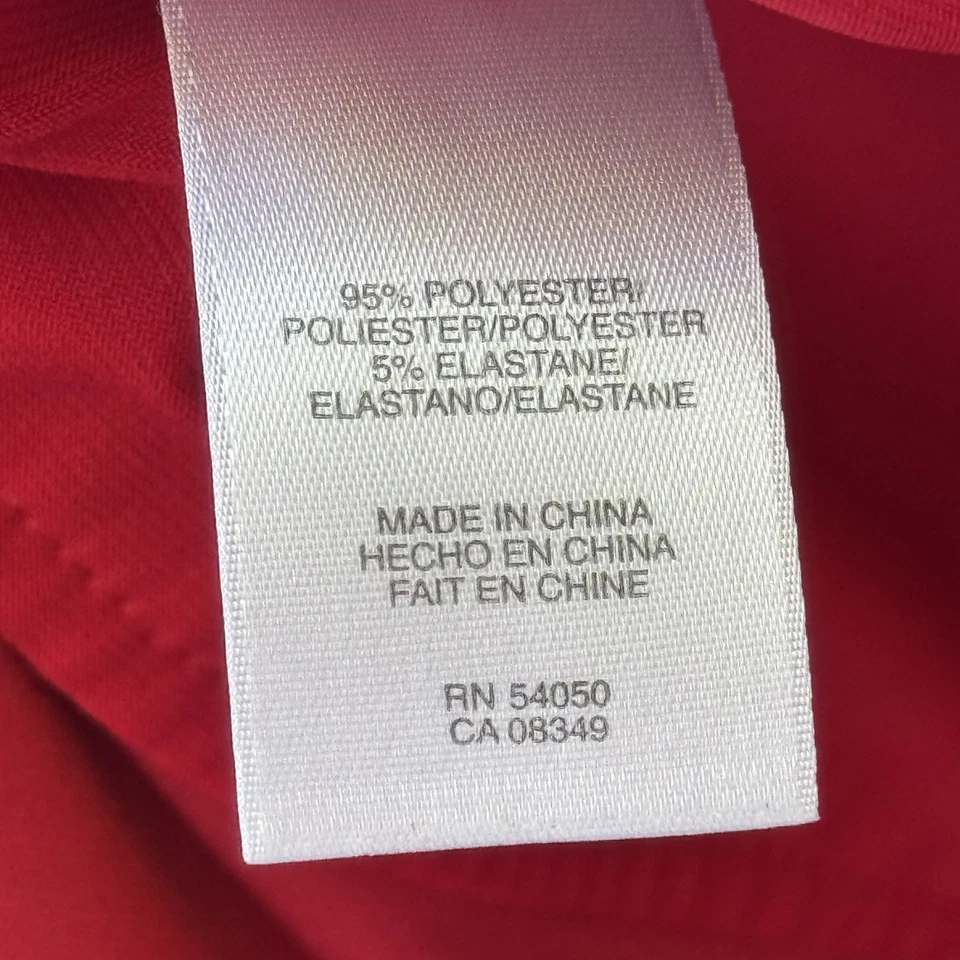 95% POLYESTER/
POLIESTER/POLYESTER
5% ELASTANE/
ELASTANO/ELASTANE
MADE IN CHINA
HECHO EN CHINA
FAIT EN CHINE
RN 54050
CA 08349